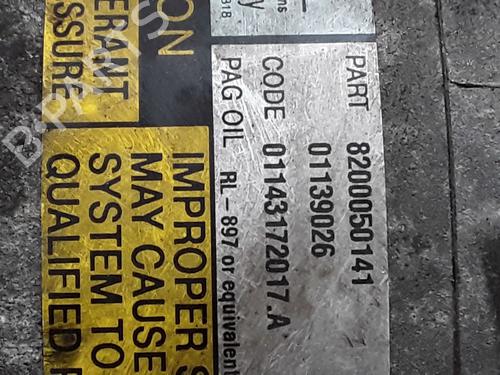 PART 8200050141
01139026
CODE 01143172017.A
PAG OIL RL-897 or equivalent
ON
ERANT
SSURE
IMPROPER S
MAY CAUSE
SYSTEM TO
QUALIFIED
B-PARTS